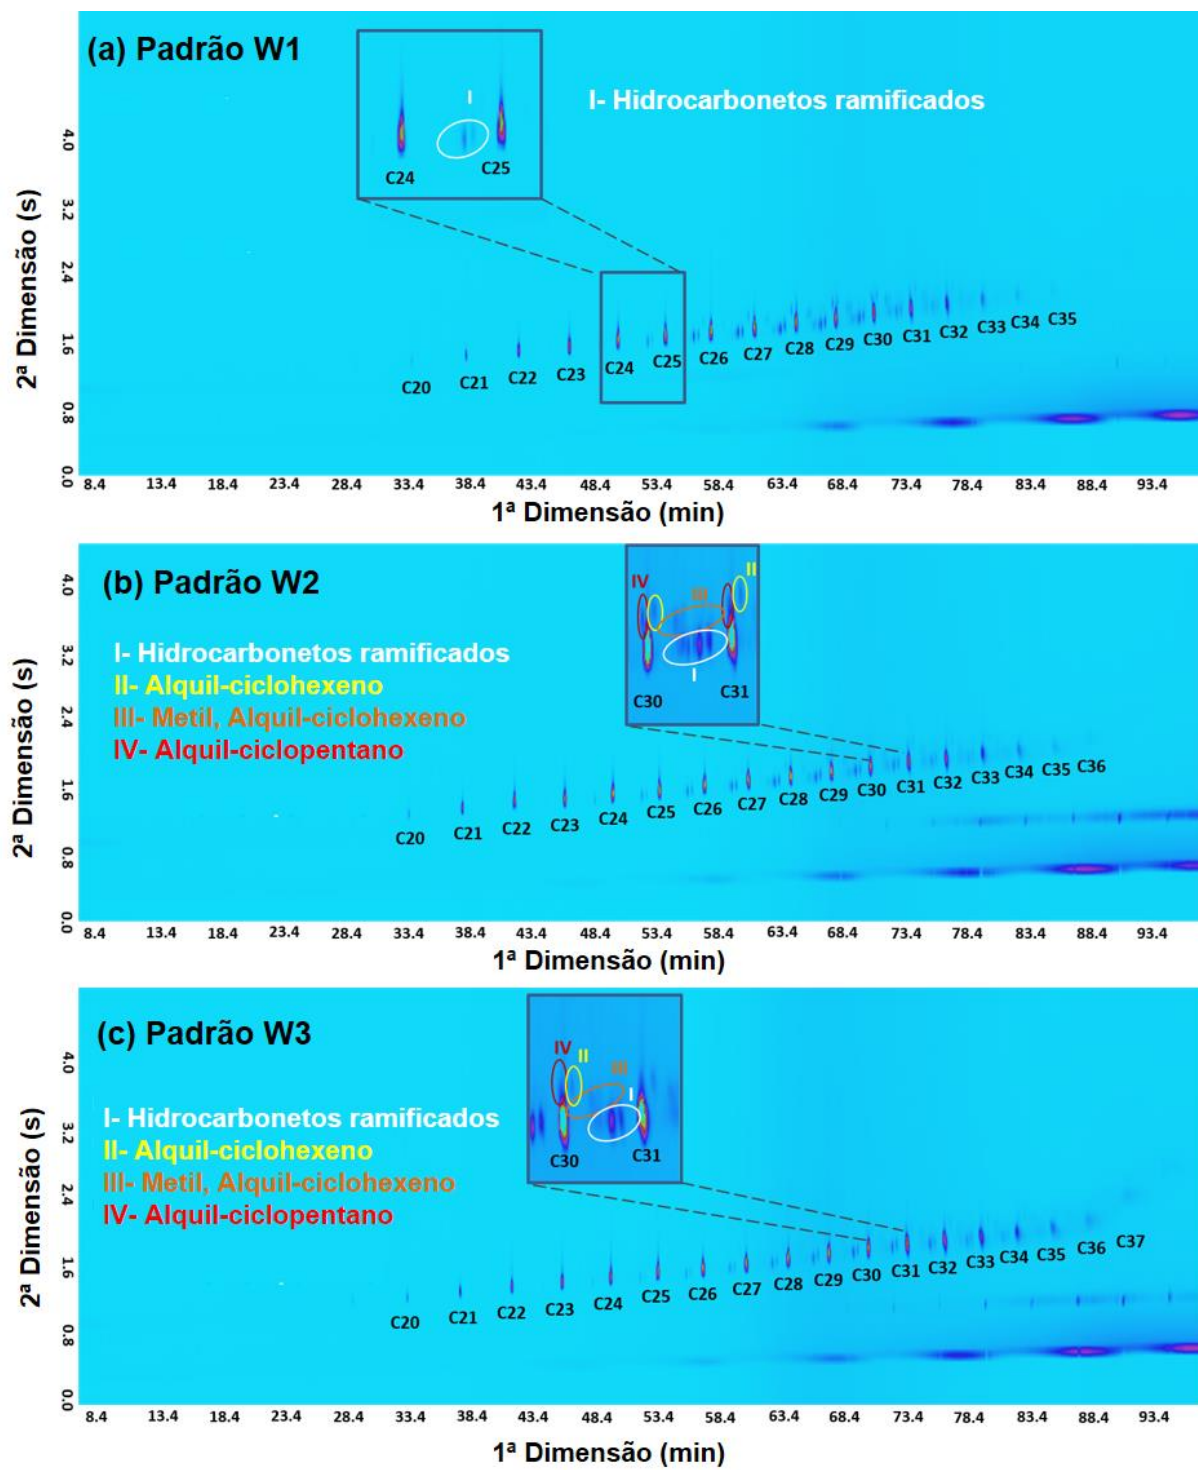 (a) Padrão W1
I- Hidrocarbonetos ramificados
I
C24
C25
2ª Dimensão (s)
4.0
3.2
2.4
1.6
0.8
0.0
C20 C21 C22 C23 C24 C25 C26 C27 C28 C29 C30 C31 C32 C33 C34 C35
8.4 13.4 18.4 23.4 28.4 33.4 38.4 43.4 48.4 53.4 58.4 63.4 68.4 73.4 78.4 83.4 88.4 93.4
1ª Dimensão (min)
(b) Padrão W2
I- Hidrocarbonetos ramificados
II- Alquil-ciclohexeno
III- Metil, Alquil-ciclohexeno
IV- Alquil-ciclopentano
IV
II
III
I
C30
C31
2ª Dimensão (s)
4.0
3.2
2.4
1.6
0.8
0.0
C20 C21 C22 C23 C24 C25 C26 C27 C28 C29 C30 C31 C32 C33 C34 C35 C36
8.4 13.4 18.4 23.4 28.4 33.4 38.4 43.4 48.4 53.4 58.4 63.4 68.4 73.4 78.4 83.4 88.4 93.4
1ª Dimensão (min)
(c) Padrão W3
I- Hidrocarbonetos ramificados
II- Alquil-ciclohexeno
III- Metil, Alquil-ciclohexeno
IV- Alquil-ciclopentano
IV
II
III
I
C30
C31
2ª Dimensão (s)
4.0
3.2
2.4
1.6
0.8
0.0
C20 C21 C22 C23 C24 C25 C26 C27 C28 C29 C30 C31 C32 C33 C34 C35 C36 C37
8.4 13.4 18.4 23.4 28.4 33.4 38.4 43.4 48.4 53.4 58.4 63.4 68.4 73.4 78.4 83.4 88.4 93.4
1ª Dimensão (min)